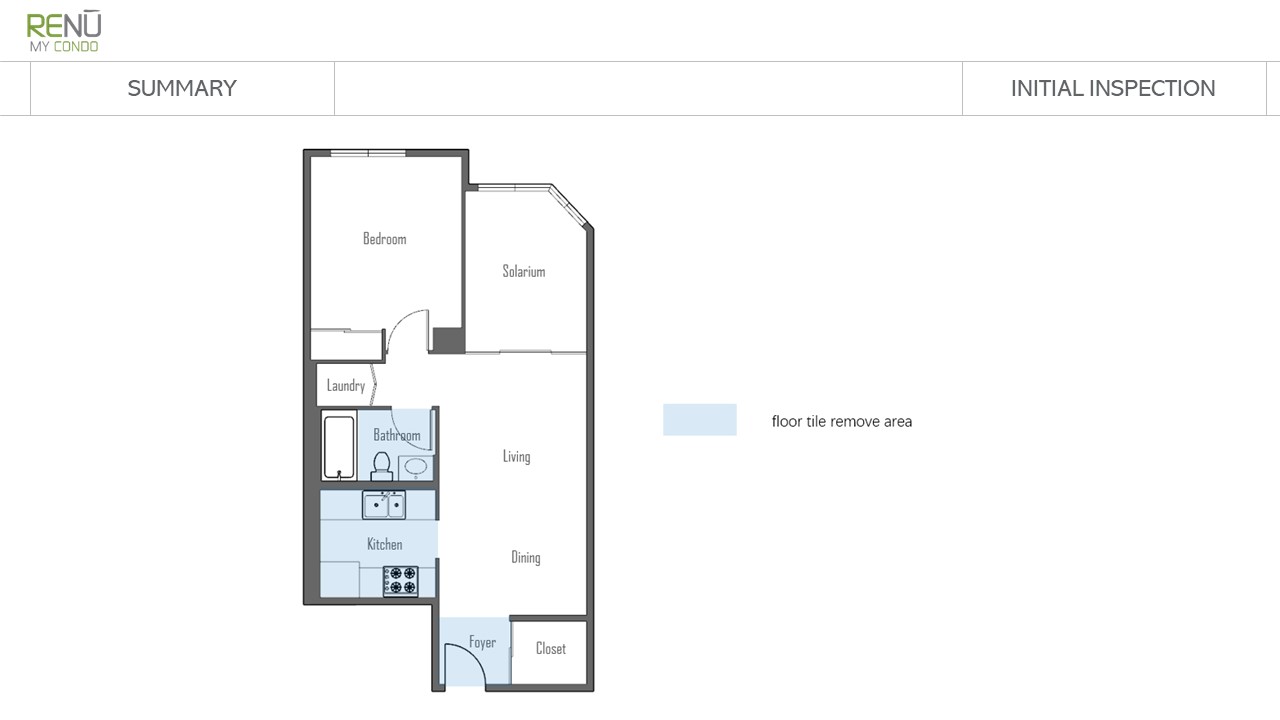 RENŪ
MY CONDO
SUMMARY
INITIAL INSPECTION
Bedroom
Solarium
Laundry
floor tile remove area
Bathroom
Living
Kitchen
Dining
Foyer
Closet